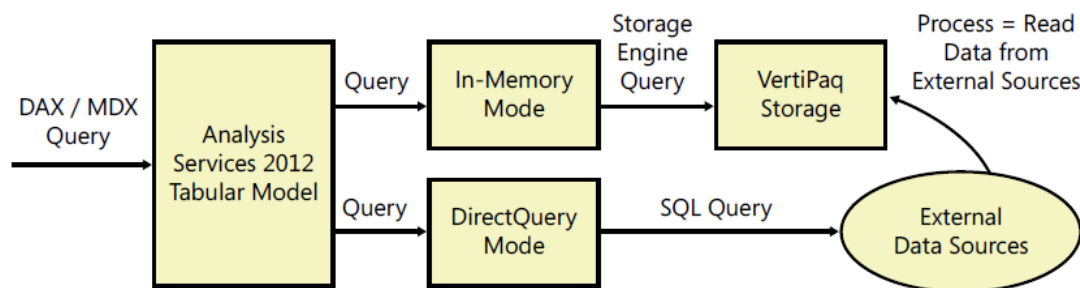 DAX / MDX
Query
Analysis
Services 2012
Tabular Model
Query
In-Memory
Mode
Storage
Engine
Query
VertiPaq
Storage
Process = Read
Data from
External Sources
Query
DirectQuery
Mode
SQL Query
External
Data Sources